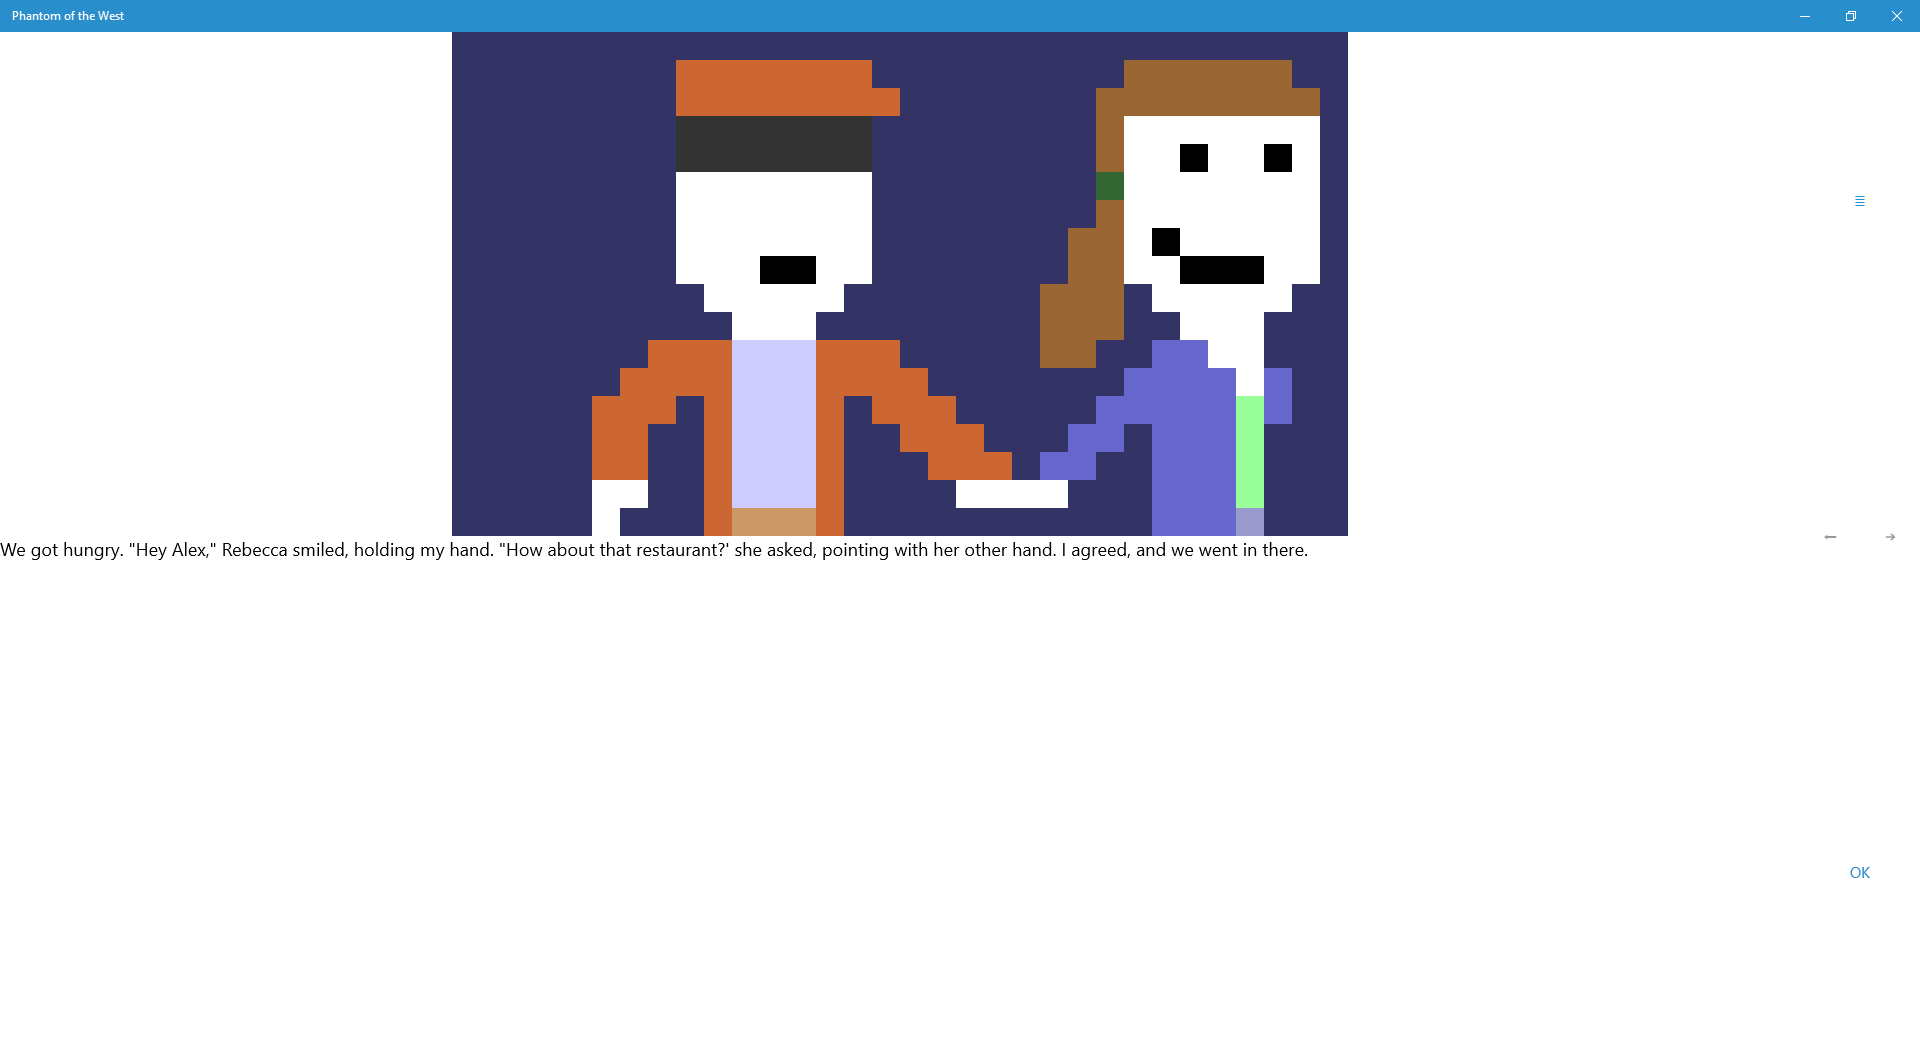 Phantom of the West
We got hungry. "Hey Alex," Rebecca smiled, holding my hand. "How about that restaurant?' she asked, pointing with her other hand. I agreed, and we went in there.
OK